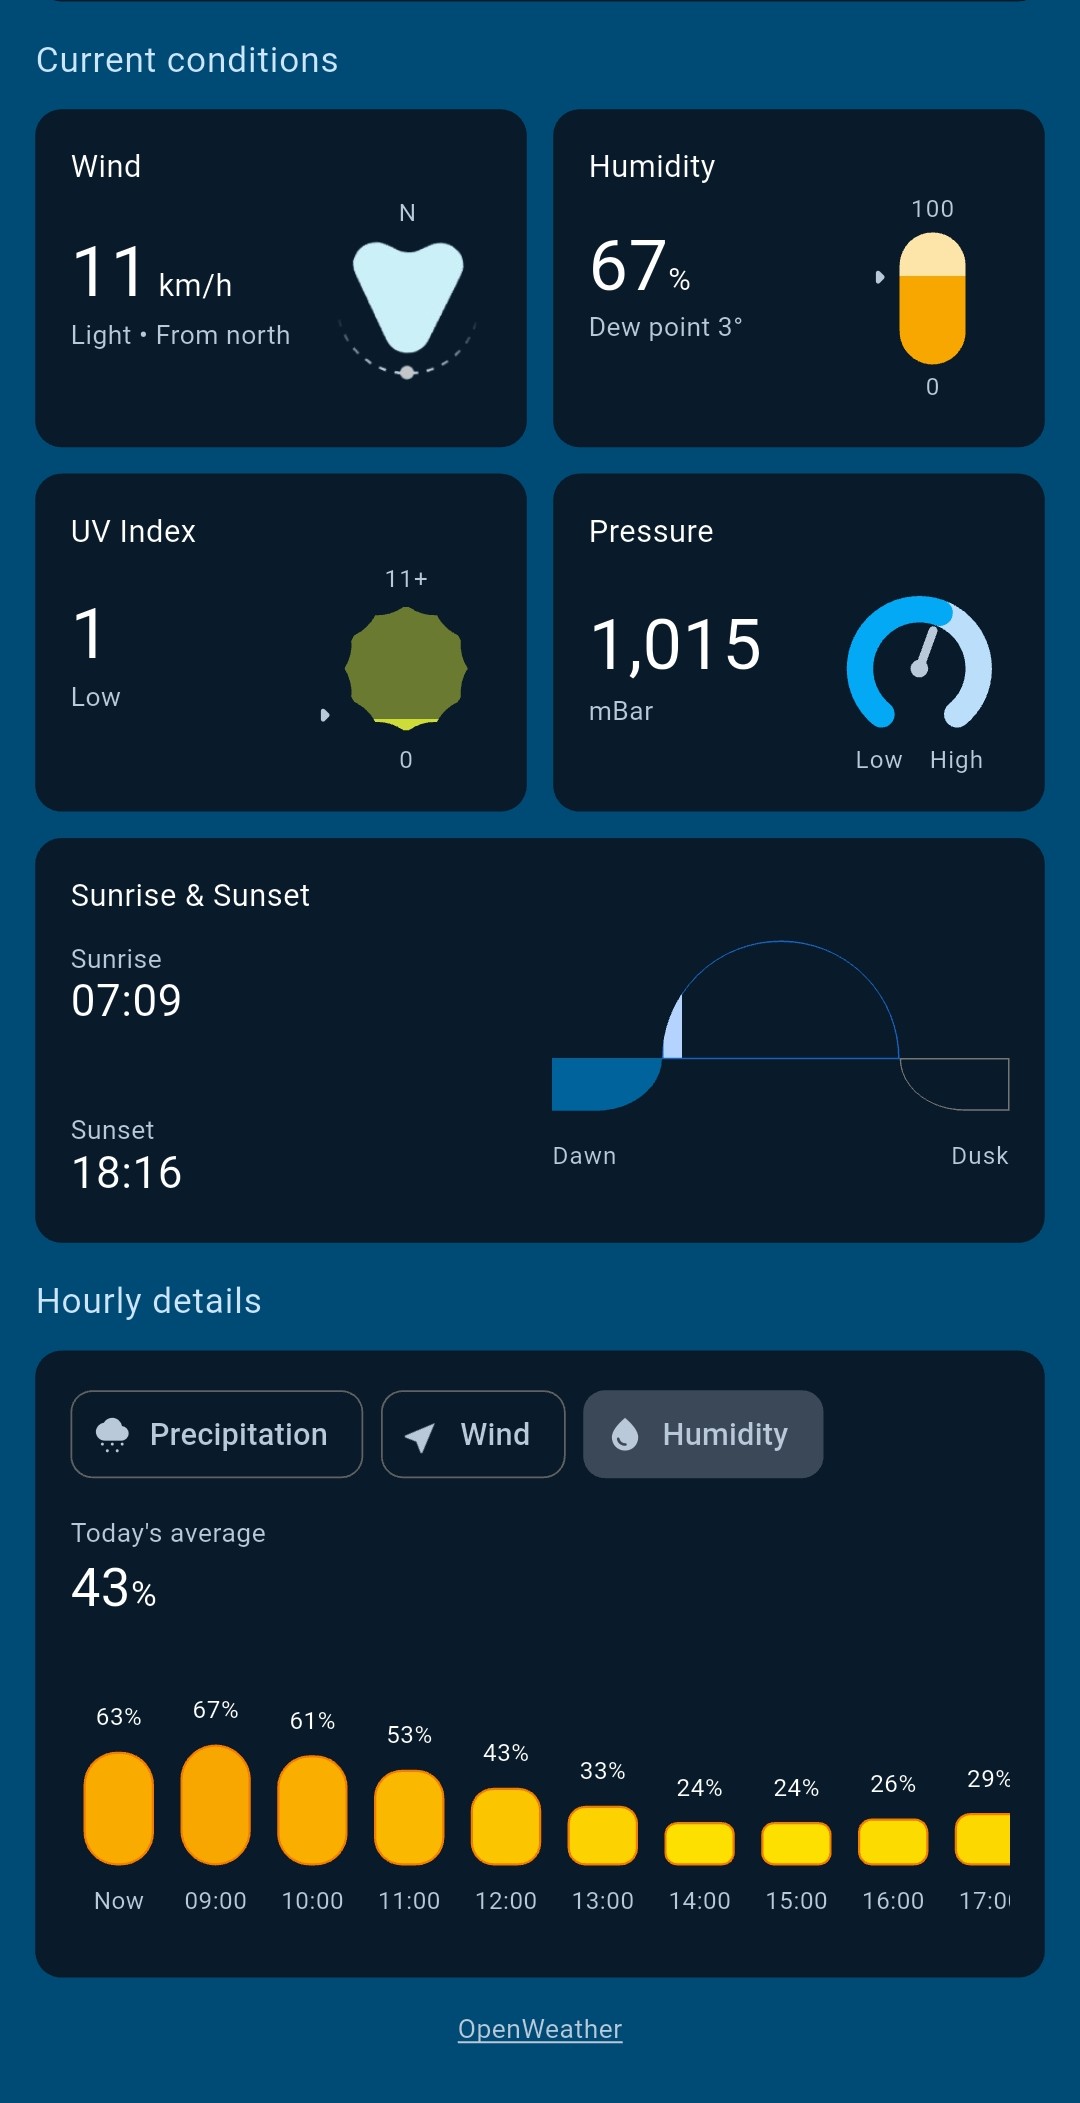 Current conditions
Wind
N
11 km/h
Light • From north
Humidity
100
67%
Dew point 3°
0
UV Index
11+
1
Low
0
Pressure
1,015
mBar
Low High
Sunrise & Sunset
Sunrise
07:09
Sunset
18:16
Dawn Dusk
Hourly details
Precipitation Wind Humidity
Today's average
43%
63% 67% 61% 53% 43% 33% 24% 24% 26% 29%
Now 09:00 10:00 11:00 12:00 13:00 14:00 15:00 16:00 17:00
OpenWeather